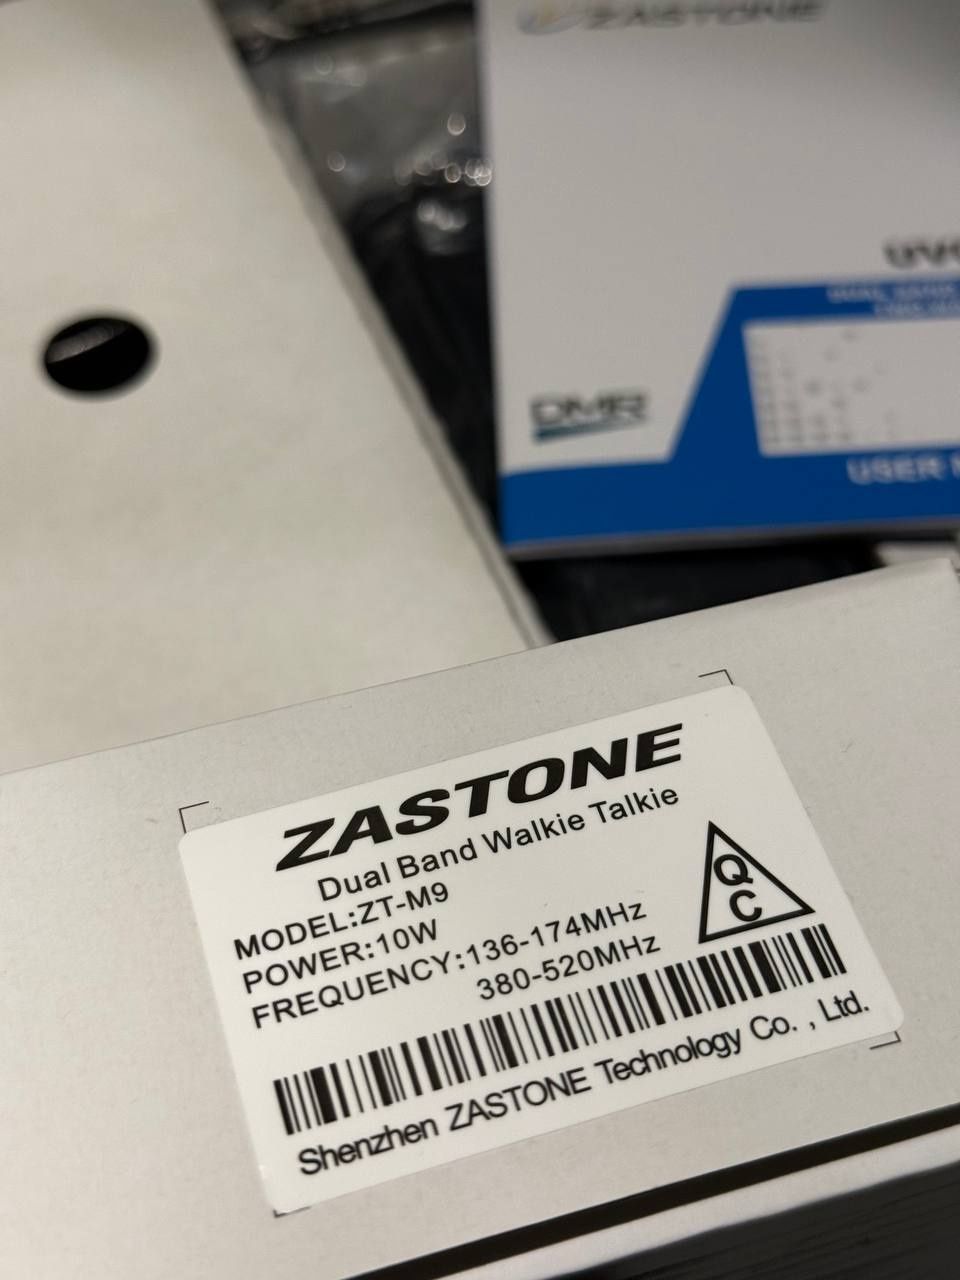 ZASTONE
DMR
USER
ZASTONE
Dual Band Walkie Talkie
MODEL:ZT-M9
POWER:10W
FREQUENCY:136-174MHz
380-520MHz
QC
Shenzhen ZASTONE Technology Co. , Ltd.